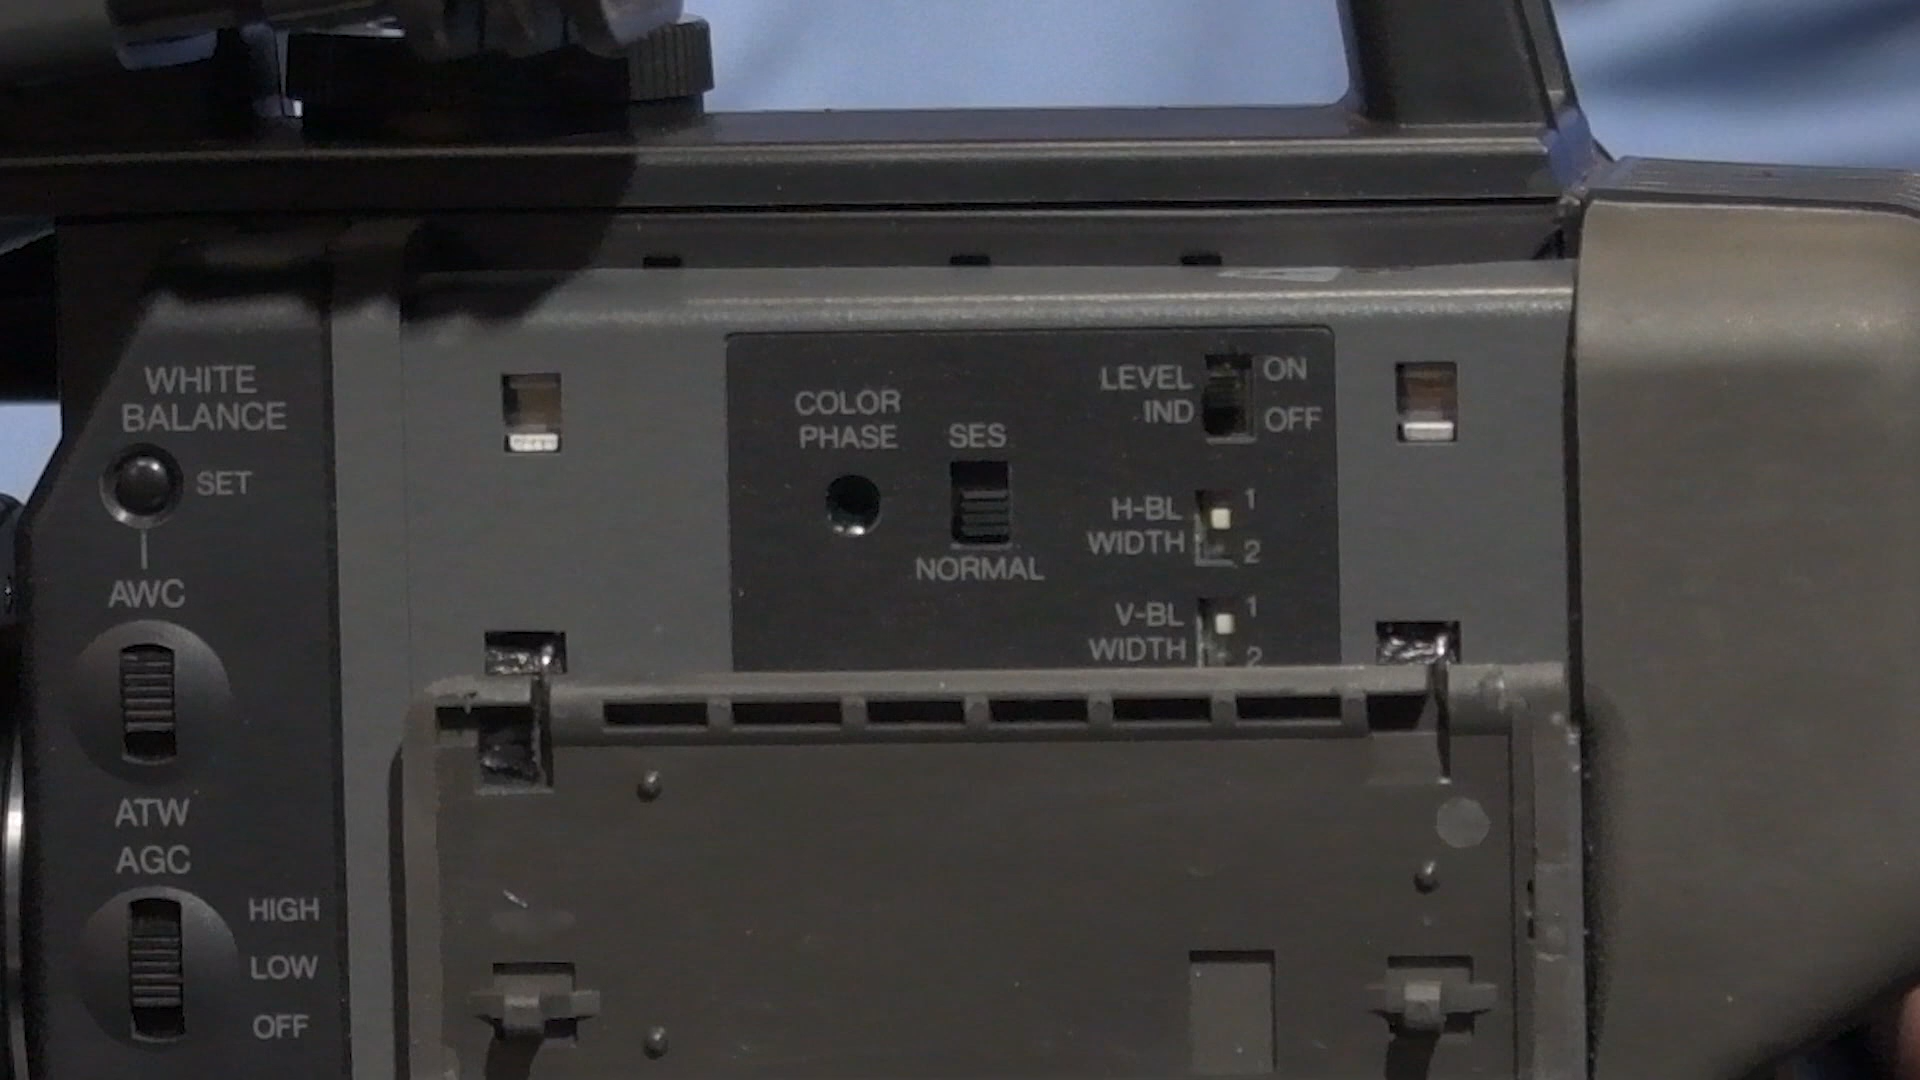 WHITE
BALANCE
SET
AWC
ATW
AGC
HIGH
LOW
OFF
COLOR
PHASE
SES
NORMAL
LEVEL
IND
ON
OFF
H-BL
WIDTH
1
2
V-BL
WIDTH
1
2